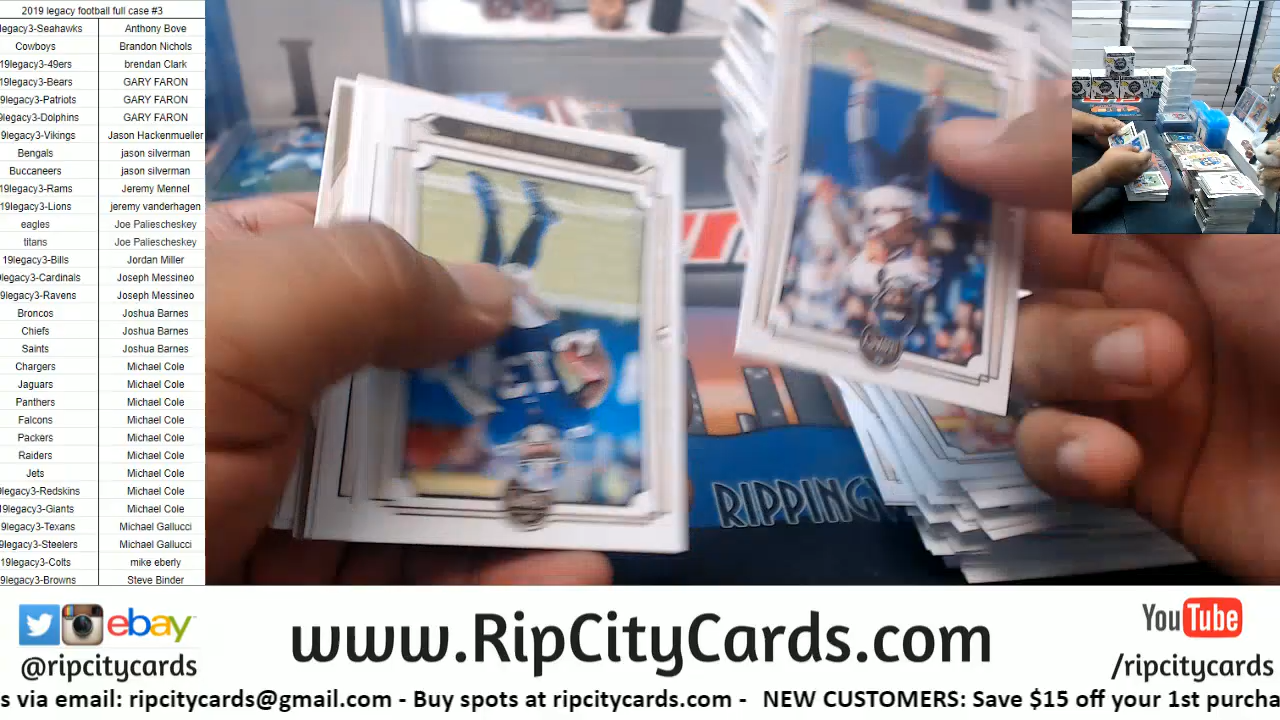 2019 legacy football full case #3
legacy3-Seahawks Anthony Bove
Cowboys Brandon Nichols
19legacy3-49ers brendan Clark
19legacy3-Bears GARY FARON
9legacy3-Patriots GARY FARON
9legacy3-Dolphins GARY FARON
9legacy3-Vikings Jason Hackenmueller
Bengals jason silverman
Buccaneers jason silverman
19legacy3-Rams Jeremy Mennel
19legacy3-Lions jeremy vanderhagen
eagles Joe Paliescheskey
titans Joe Paliescheskey
19legacy3-Bills Jordan Miller
9legacy3-Cardinals Joseph Messineo
9legacy3-Ravens Joseph Messineo
Broncos Joshua Barnes
Chiefs Joshua Barnes
Saints Joshua Barnes
Chargers Michael Cole
Jaguars Michael Cole
Panthers Michael Cole
Falcons Michael Cole
Packers Michael Cole
Raiders Michael Cole
Jets Michael Cole
9legacy3-Redskins Michael Cole
9legacy3-Giants Michael Cole
9legacy3-Texans Michael Gallucci
9legacy3-Steelers Michael Gallucci
19legacy3-Colts mike eberly
9legacy3-Browns Steve Binder
RIPPING
ebay
@ripcitycards
www.RipCityCards.com
YouTube
/ripcitycards
s via email: ripcitycards@gmail.com - Buy spots at ripcitycards.com - NEW CUSTOMERS: Save $15 off your 1st purcha